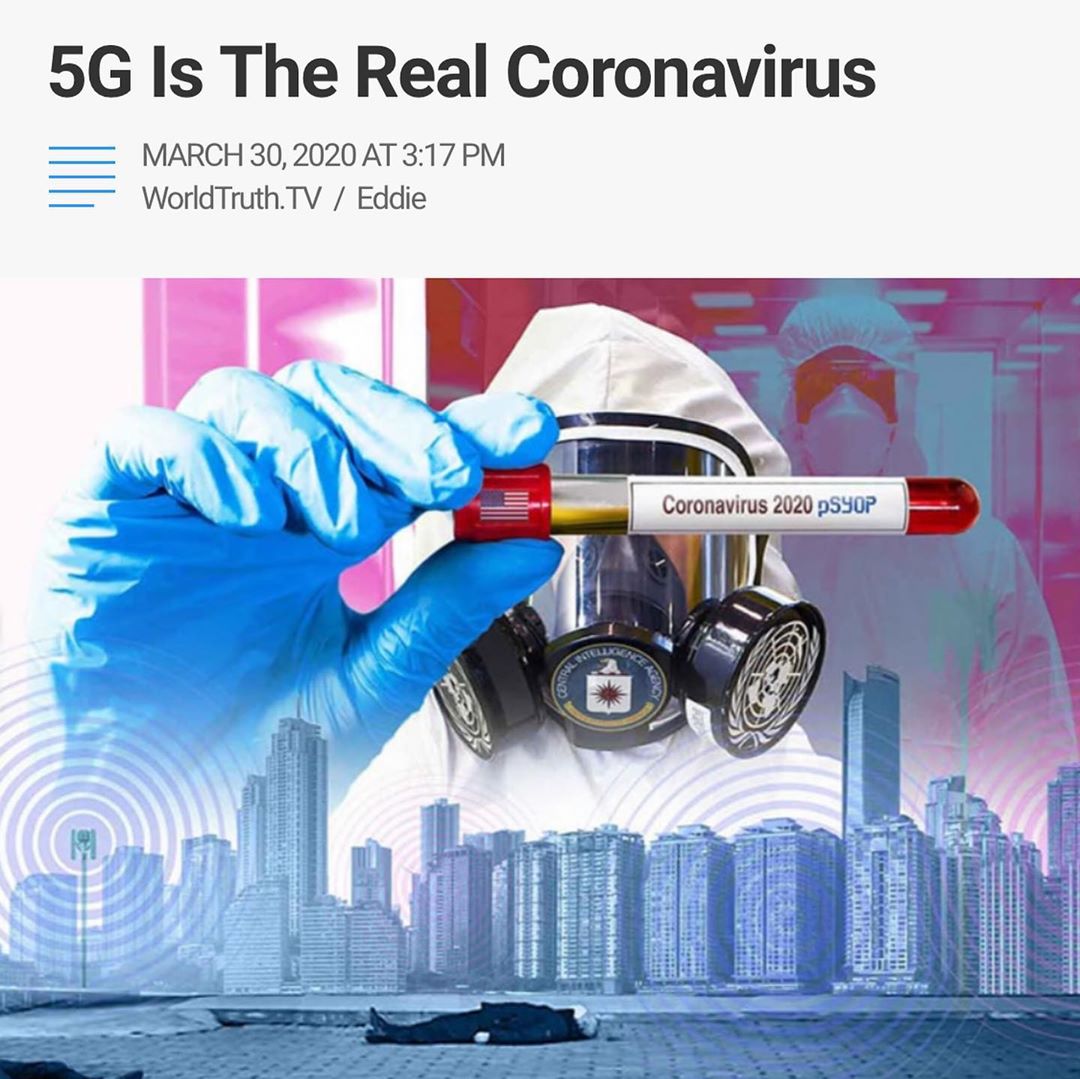 5G Is The Real Coronavirus
MARCH 30, 2020 AT 3:17 PM
WorldTruth.TV / Eddie
Coronavirus 2020 pSYOP
CENTRAL INTELLIGENCE AGENCY